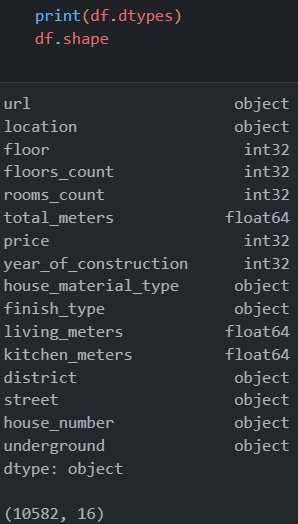 print(df.dtypes)
df.shape
url object
location object
floor int32
floors_count int32
rooms_count int32
total_meters float64
price int32
year_of_construction int32
house_material_type object
finish_type object
living_meters float64
kitchen_meters float64
district object
street object
house_number object
underground object
dtype: object
(10582, 16)